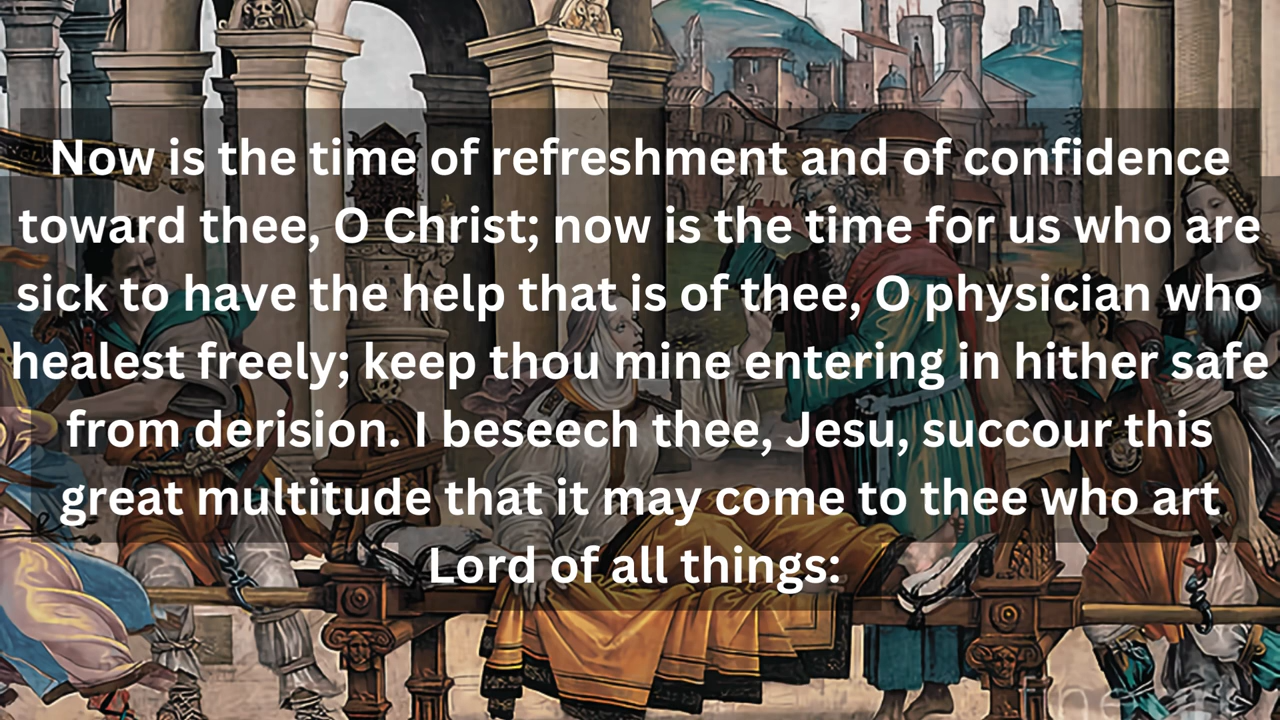 Now is the time of refreshment and of confidence
toward thee, O Christ; now is the time for us who are
sick to have the help that is of thee, O physician who
healest freely; keep thou mine entering in hither safe
from derision. I beseech thee, Jesu, succour this
great multitude that it may come to thee who art
Lord of all things: